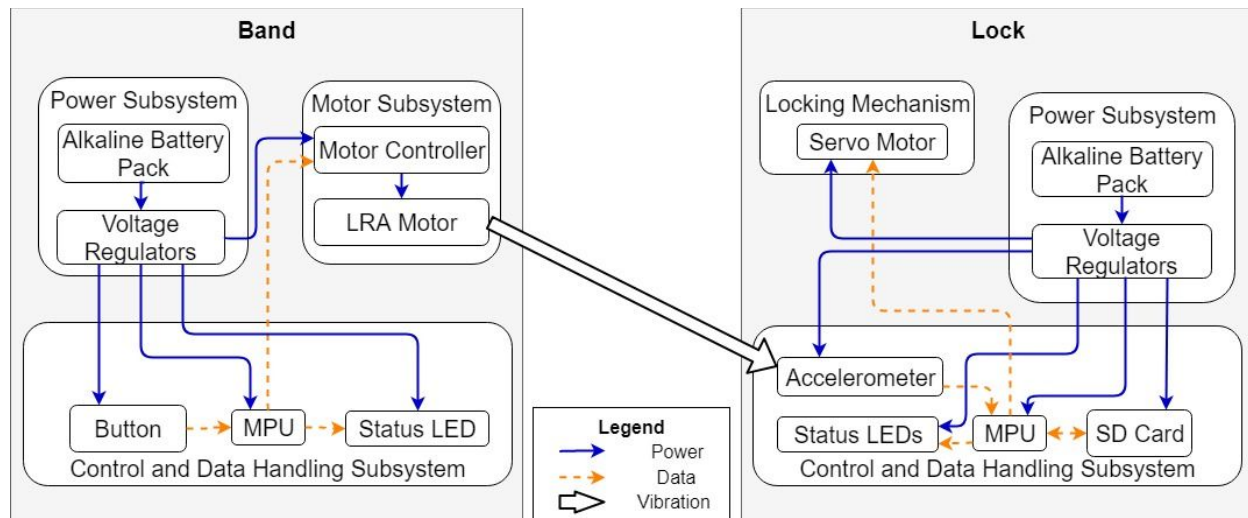 Band
Power Subsystem
Alkaline Battery
Pack
Voltage
Regulators
Motor Subsystem
Motor Controller
LRA Motor
Button
MPU
Status LED
Control and Data Handling Subsystem
Legend
Power
Data
Vibration
Lock
Locking Mechanism
Servo Motor
Power Subsystem
Alkaline Battery
Pack
Voltage
Regulators
Accelerometer
Status LEDs
MPU
SD Card
Control and Data Handling Subsystem